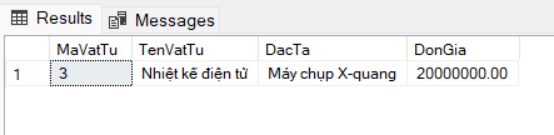 Results Messages
MaVatTu TenVatTu DacTa DonGia
1 3 Nhiệt kế điện tử Máy chụp X-quang 20000000.00